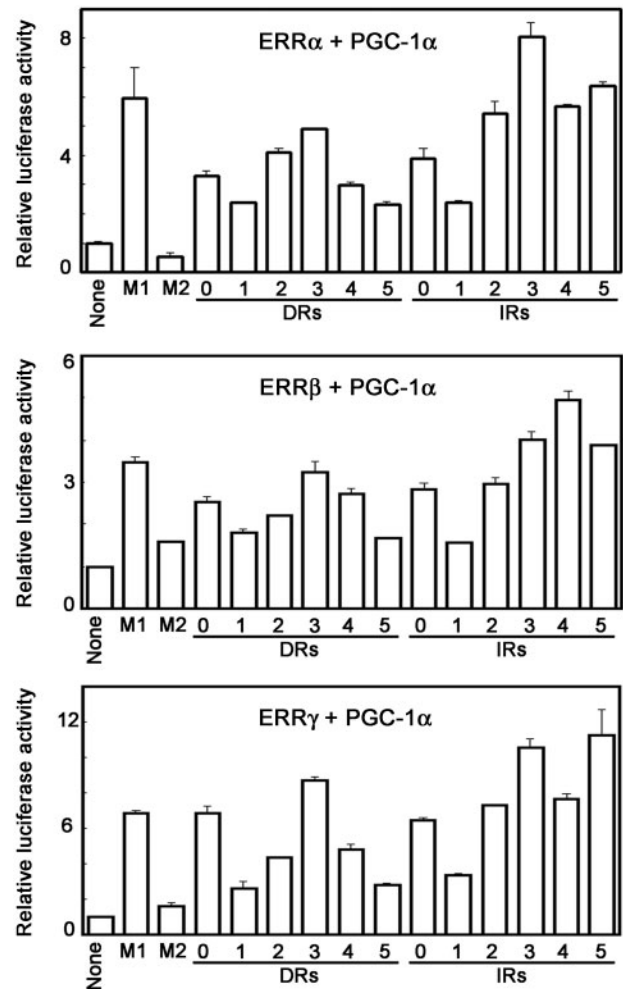 ERRα + PGC-1α
Relative luciferase activity
8
4
0
None M1 M2 0 1 2 3 4 5 0 1 2 3 4 5
DRs IRs
ERRβ + PGC-1α
Relative luciferase activity
6
3
0
None M1 M2 0 1 2 3 4 5 0 1 2 3 4 5
DRs IRs
ERRγ + PGC-1α
Relative luciferase activity
12
6
0
None M1 M2 0 1 2 3 4 5 0 1 2 3 4 5
DRs IRs